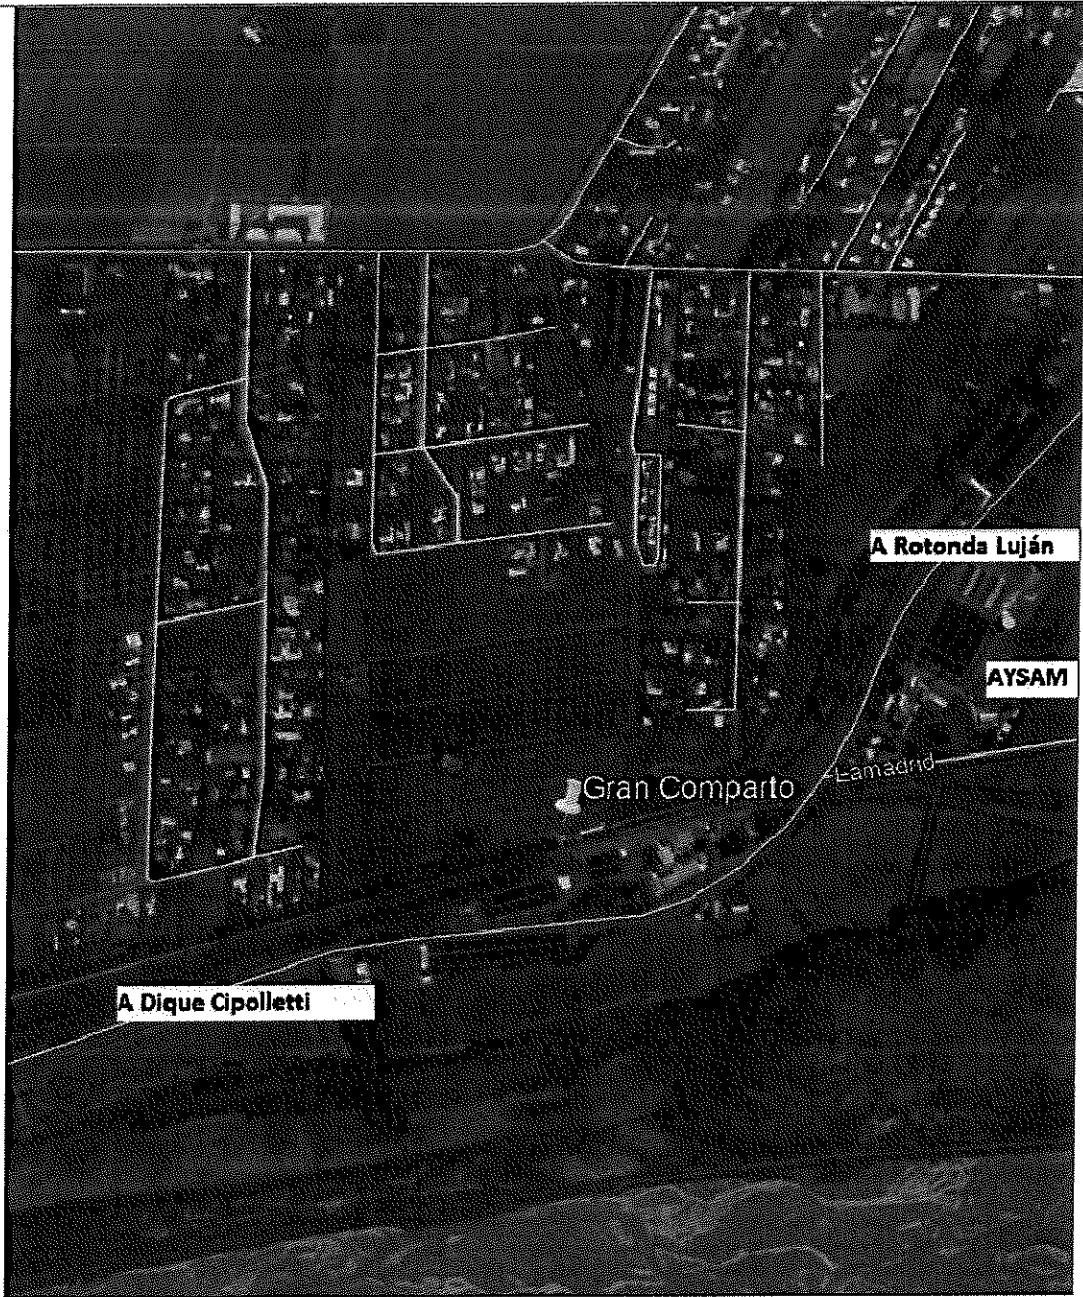 A Rotonda Luján
AYSAM
Lamadrid
Gran Comparto
A Dique Cipolletti